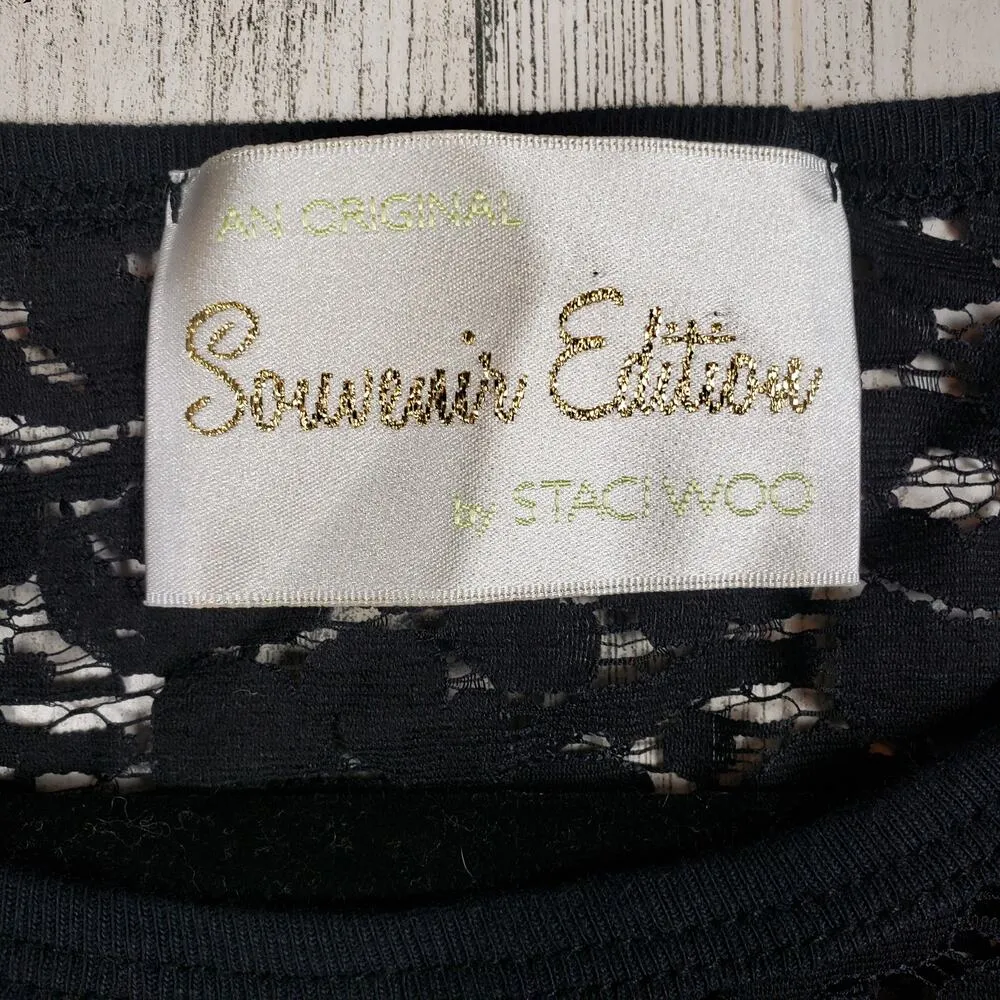 AN ORIGINAL
Souvenir Edition
by STACI WOO